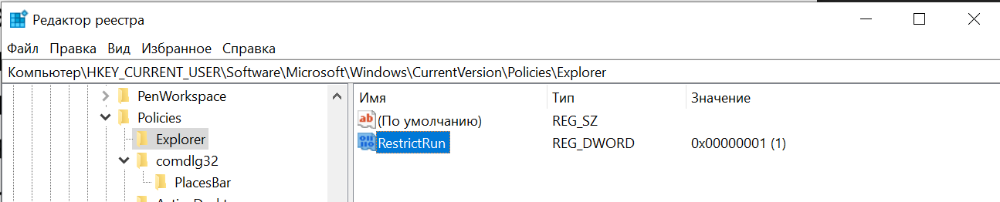 Редактор реестра
Файл Правка Вид Избранное Справка
Компьютер\HKEY_CURRENT_USER\Software\Microsoft\Windows\CurrentVersion\Policies\Explorer
PenWorkspace
Policies
Explorer
comdlg32
PlacesBar
Имя Тип Значение
(По умолчанию) REG_SZ
RestrictRun REG_DWORD 0x00000001 (1)